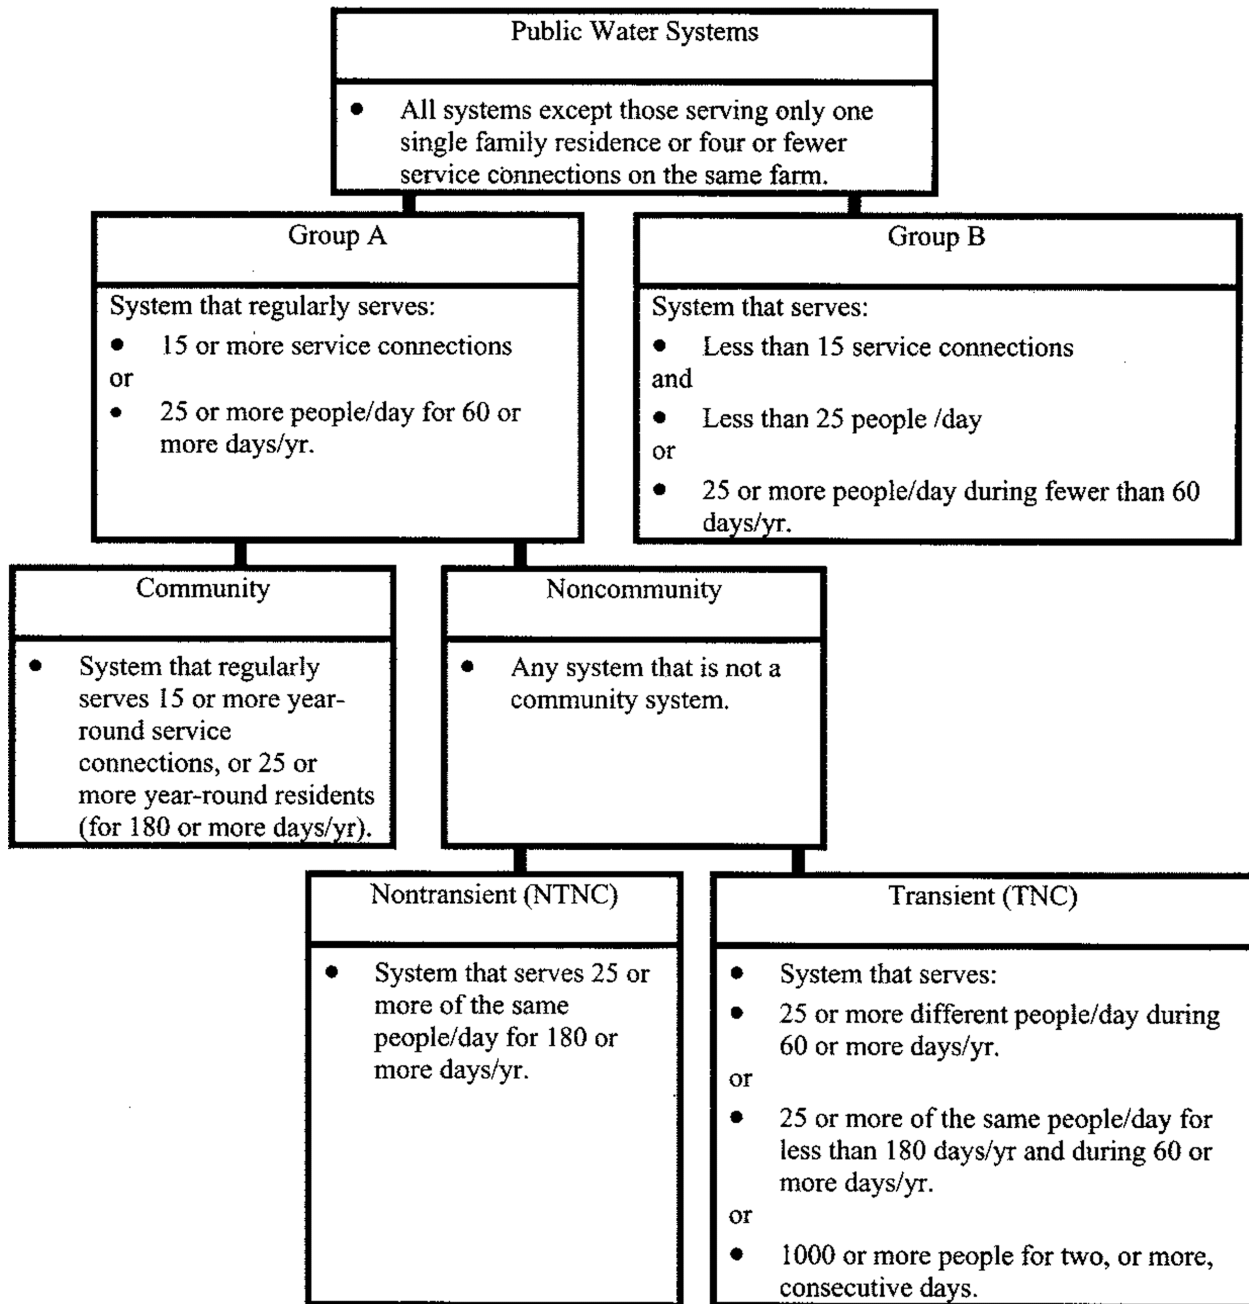 Public Water Systems
• All systems except those serving only one
single family residence or four or fewer
service connections on the same farm.
Group A
System that regularly serves:
• 15 or more service connections
or
• 25 or more people/day for 60 or
more days/yr.
Group B
System that serves:
• Less than 15 service connections
and
• Less than 25 people /day
or
• 25 or more people/day during fewer than 60
days/yr.
Community
• System that regularly
serves 15 or more year-
round service
connections, or 25 or
more year-round residents
(for 180 or more days/yr).
Noncommunity
• Any system that is not a
community system.
Nontransient (NTNC)
• System that serves 25 or
more of the same
people/day for 180 or
more days/yr.
Transient (TNC)
• System that serves:
• 25 or more different people/day during
60 or more days/yr.
or
• 25 or more of the same people/day for
less than 180 days/yr and during 60 or
more days/yr.
or
• 1000 or more people for two, or more,
consecutive days.